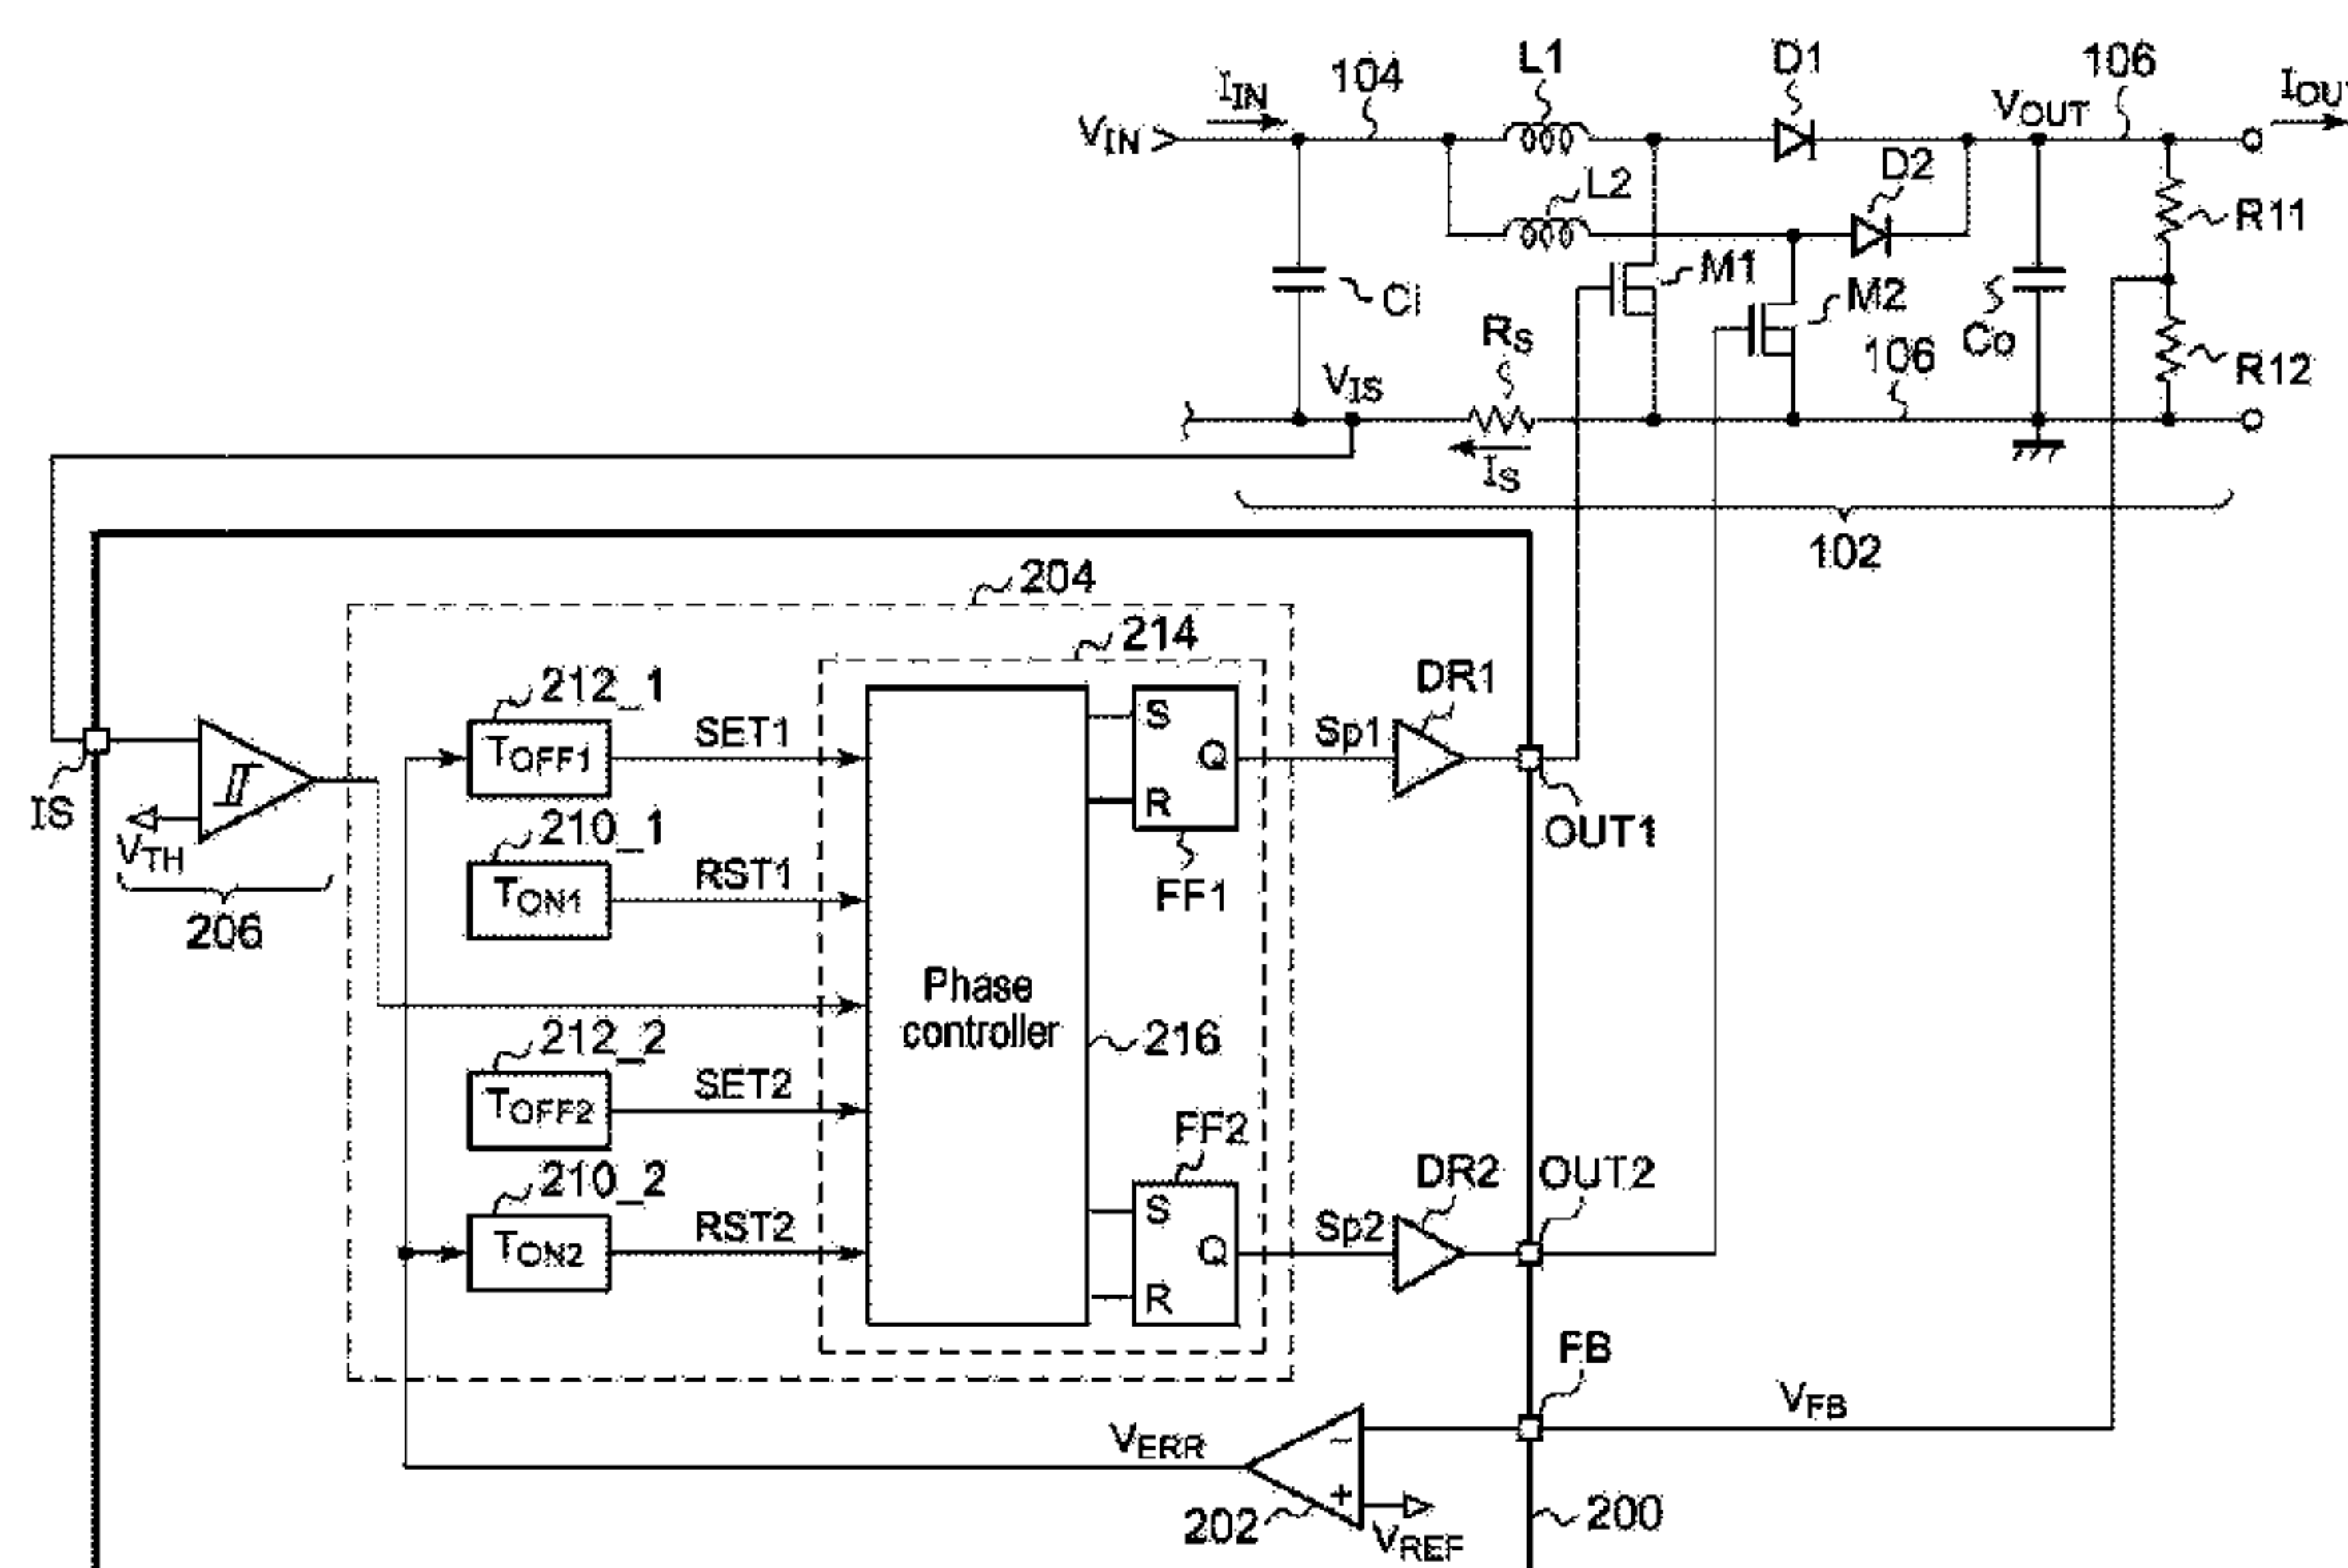 L1
D1
106
IIN
104
VOUT
IOUT
VIN
L2
D2
R11
M1
Ci
M2
RS
Co
106
VIS
R12
IS
102
204
214
212_1
DR1
S
TOFF1
SET1
Q
Sp1
IS
210_1
R
OUT1
VTH
TON1
RST1
FF1
206
Phase
controller
216
212_2
TOFF2
SET2
FF2
210_2
DR2
OUT2
S
TON2
RST2
Q
Sp2
R
FB
VFB
VERR
−
+
202
VREF
200